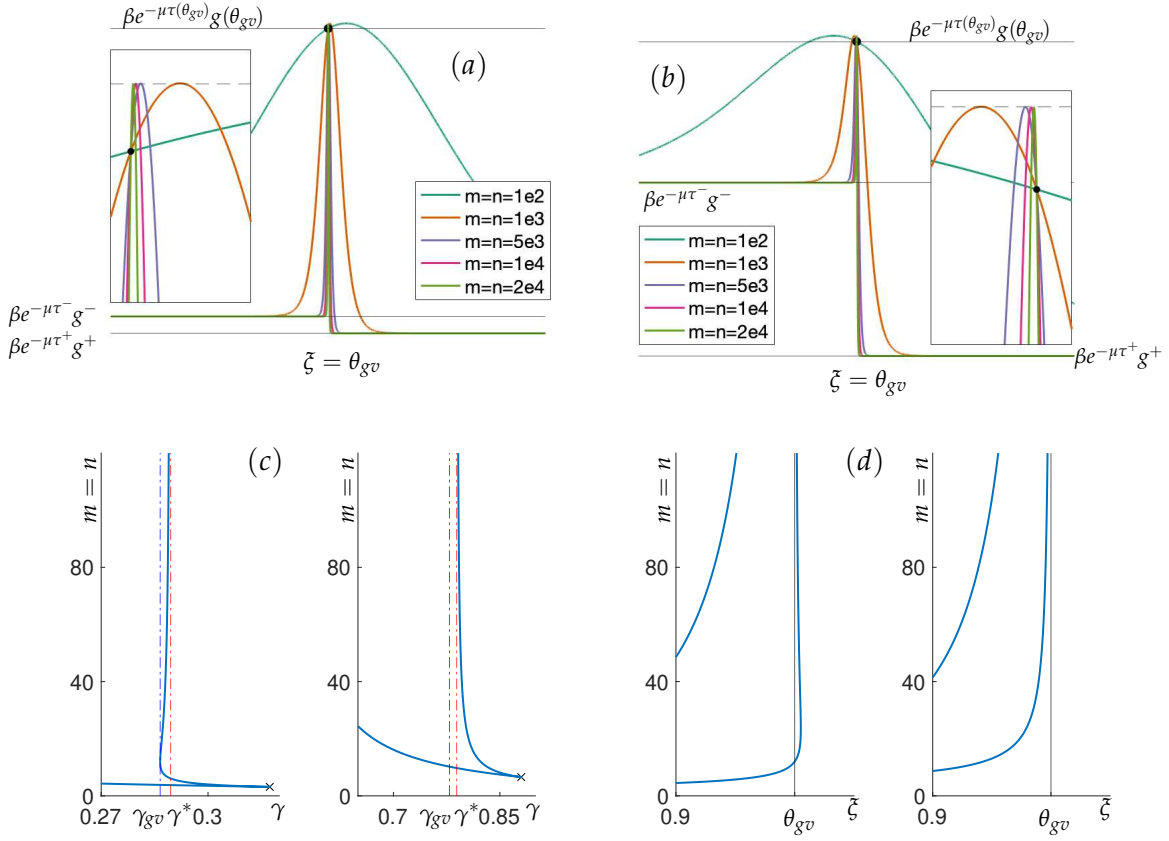 βe^{−μτ(θ_{gv})}g(θ_{gv})
(a)
m=n=1e2
m=n=1e3
m=n=5e3
m=n=1e4
m=n=2e4
βe^{−μτ^−}g^−
βe^{−μτ^+}g^+
ξ = θ_{gv}
βe^{−μτ(θ_{gv})}g(θ_{gv})
(b)
βe^{−μτ^−}g^−
m=n=1e2
m=n=1e3
m=n=5e3
m=n=1e4
m=n=2e4
βe^{−μτ^+}g^+
ξ = θ_{gv}
(c)
m = n
80
40
0
0.27 γ_{gv} γ* 0.3 γ
m = n
80
40
0
0.7 γ_{gv} γ* 0.85 γ
(d)
m = n
80
40
0
0.9 θ_{gv} ξ
m = n
80
40
0
0.9 θ_{gv} ξ